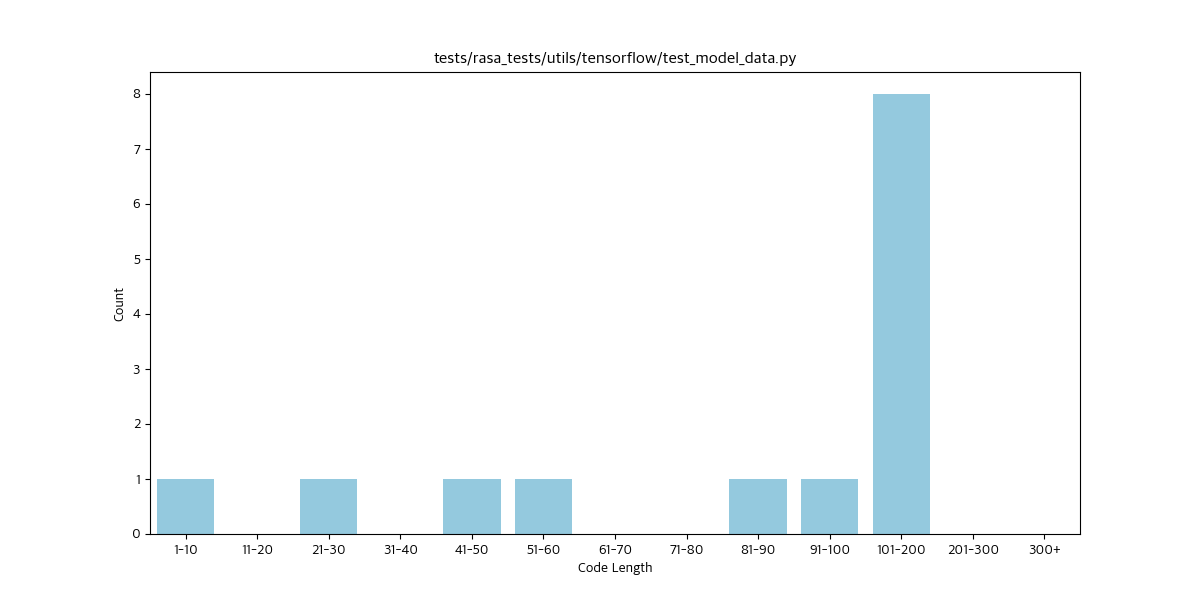 tests/rasa_tests/utils/tensorflow/test_model_data.py
8
7
6
5
4
3
2
1
0
Count
1-10 11-20 21-30 31-40 41-50 51-60 61-70 71-80 81-90 91-100 101-200 201-300 300+
Code Length